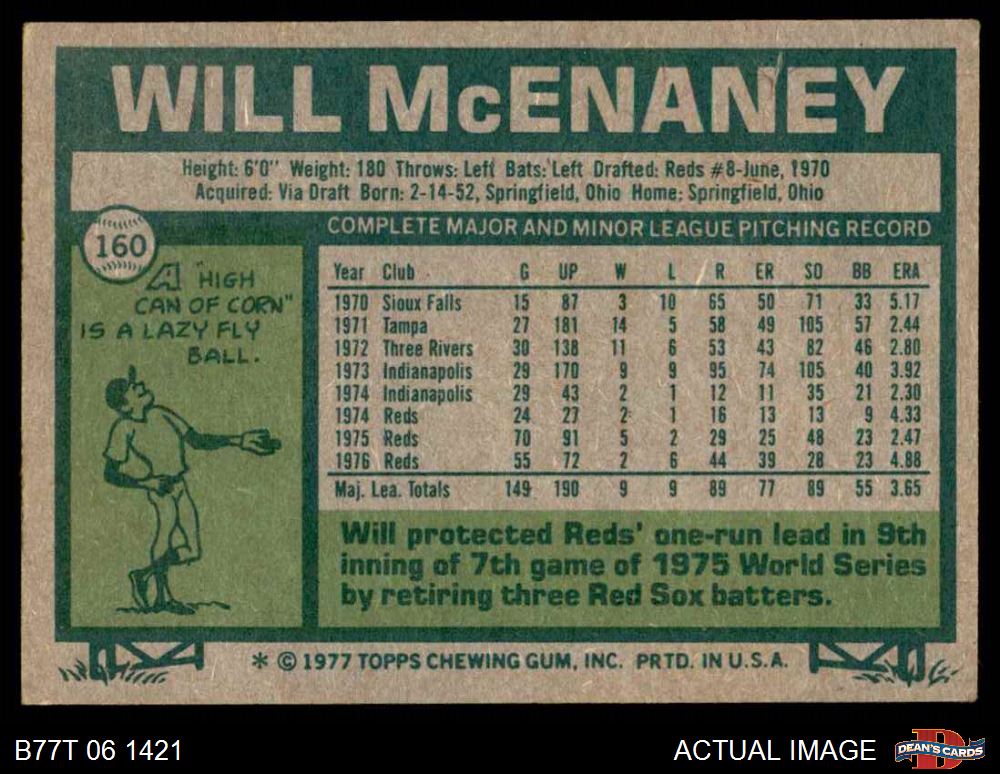 WILL McENANEY
Height: 6'0" Weight: 180 Throws: Left Bats: Left Drafted: Reds #8-June, 1970
Acquired: Via Draft Born: 2-14-52, Springfield, Ohio Home: Springfield, Ohio
160
A "HIGH
CAN OF CORN"
IS A LAZY FLY
BALL.
COMPLETE MAJOR AND MINOR LEAGUE PITCHING RECORD
Year Club G UP W L R ER SO BB ERA
1970 Sioux Falls 15 87 3 10 65 50 71 33 5.17
1971 Tampa 27 181 14 5 58 49 105 57 2.44
1972 Three Rivers 30 138 11 6 53 43 82 46 2.80
1973 Indianapolis 29 170 9 9 95 74 105 40 3.92
1974 Indianapolis 29 43 2 1 12 11 35 21 2.30
1974 Reds 24 27 2 1 16 13 13 9 4.33
1975 Reds 70 91 5 2 29 25 48 23 2.47
1976 Reds 55 72 2 6 44 39 28 23 4.88
Maj. Lea. Totals 149 190 9 9 89 77 89 55 3.65
Will protected Reds' one-run lead in 9th
inning of 7th game of 1975 World Series
by retiring three Red Sox batters.
* © 1977 TOPPS CHEWING GUM, INC. PRTD. IN U.S.A.
B77T 06 1421
ACTUAL IMAGE
D
DEAN'S CARDS